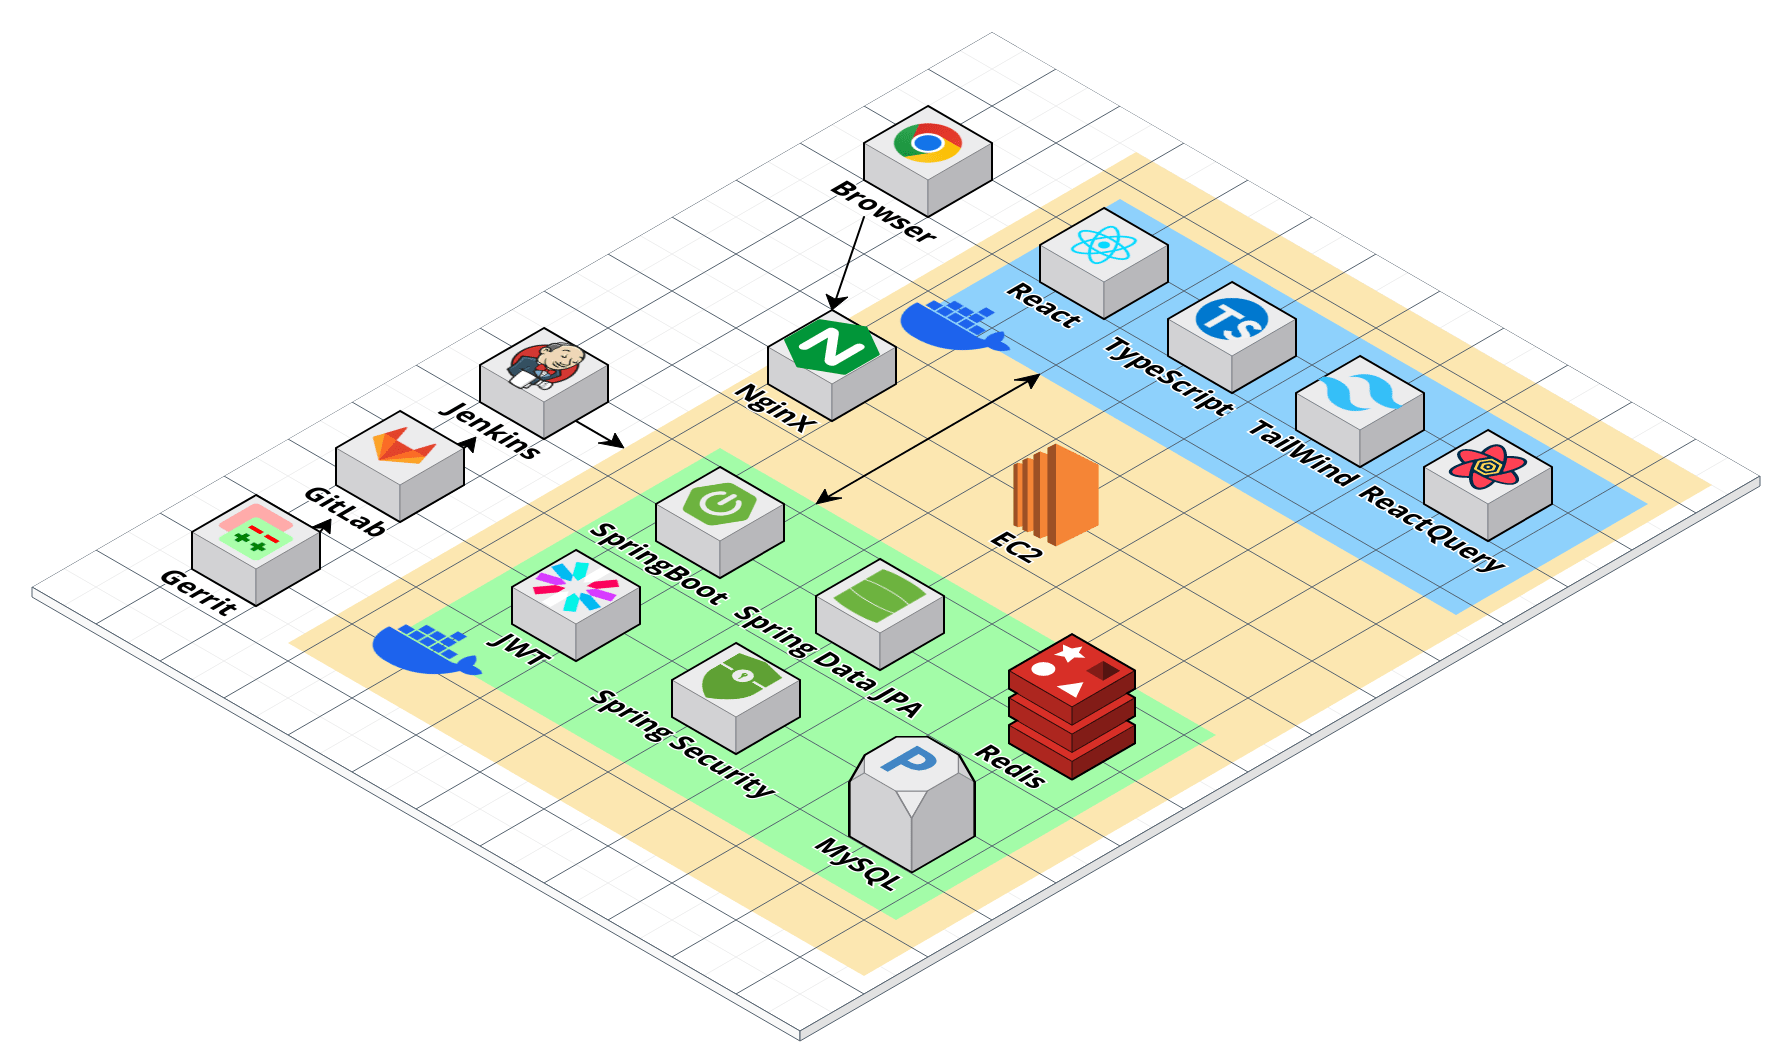 Browser
React
TypeScript
TS
TailWind
ReactQuery
NginX
N
Jenkins
GitLab
Gerrit
EC2
SpringBoot
JWT
Spring Data JPA
Spring Security
Redis
P
MySQL